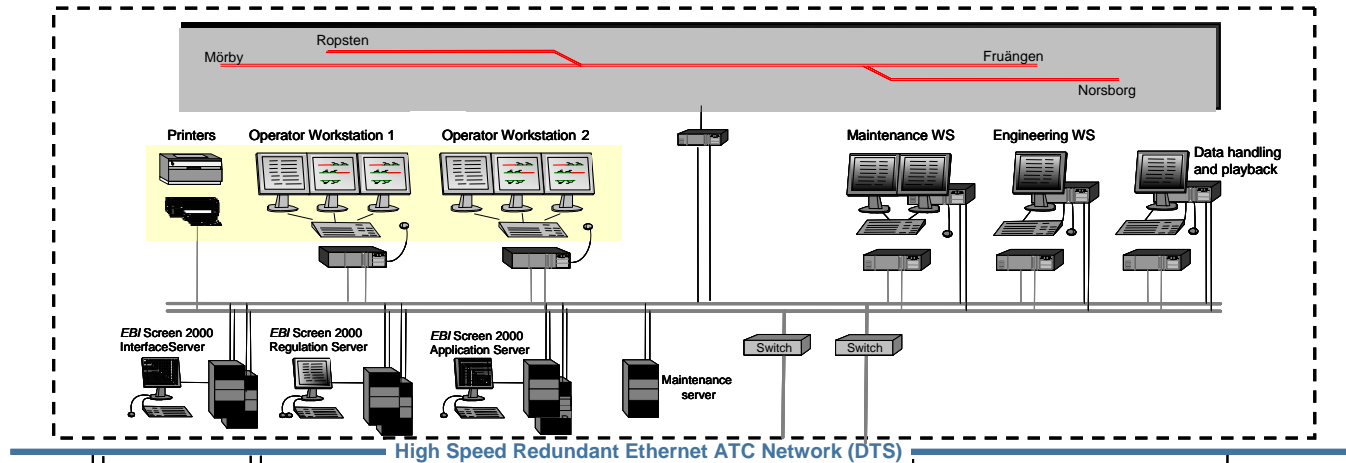 Ropsten
Mörby
Fruängen
Norsborg
Printers
Operator Workstation 1
Operator Workstation 2
Maintenance WS
Engineering WS
Data handling
and playback
EBI Screen 2000
InterfaceServer
EBI Screen 2000
Regulation Server
EBI Screen 2000
Application Server
Maintenance
server
Switch
Switch
High Speed Redundant Ethernet ATC Network (DTS)